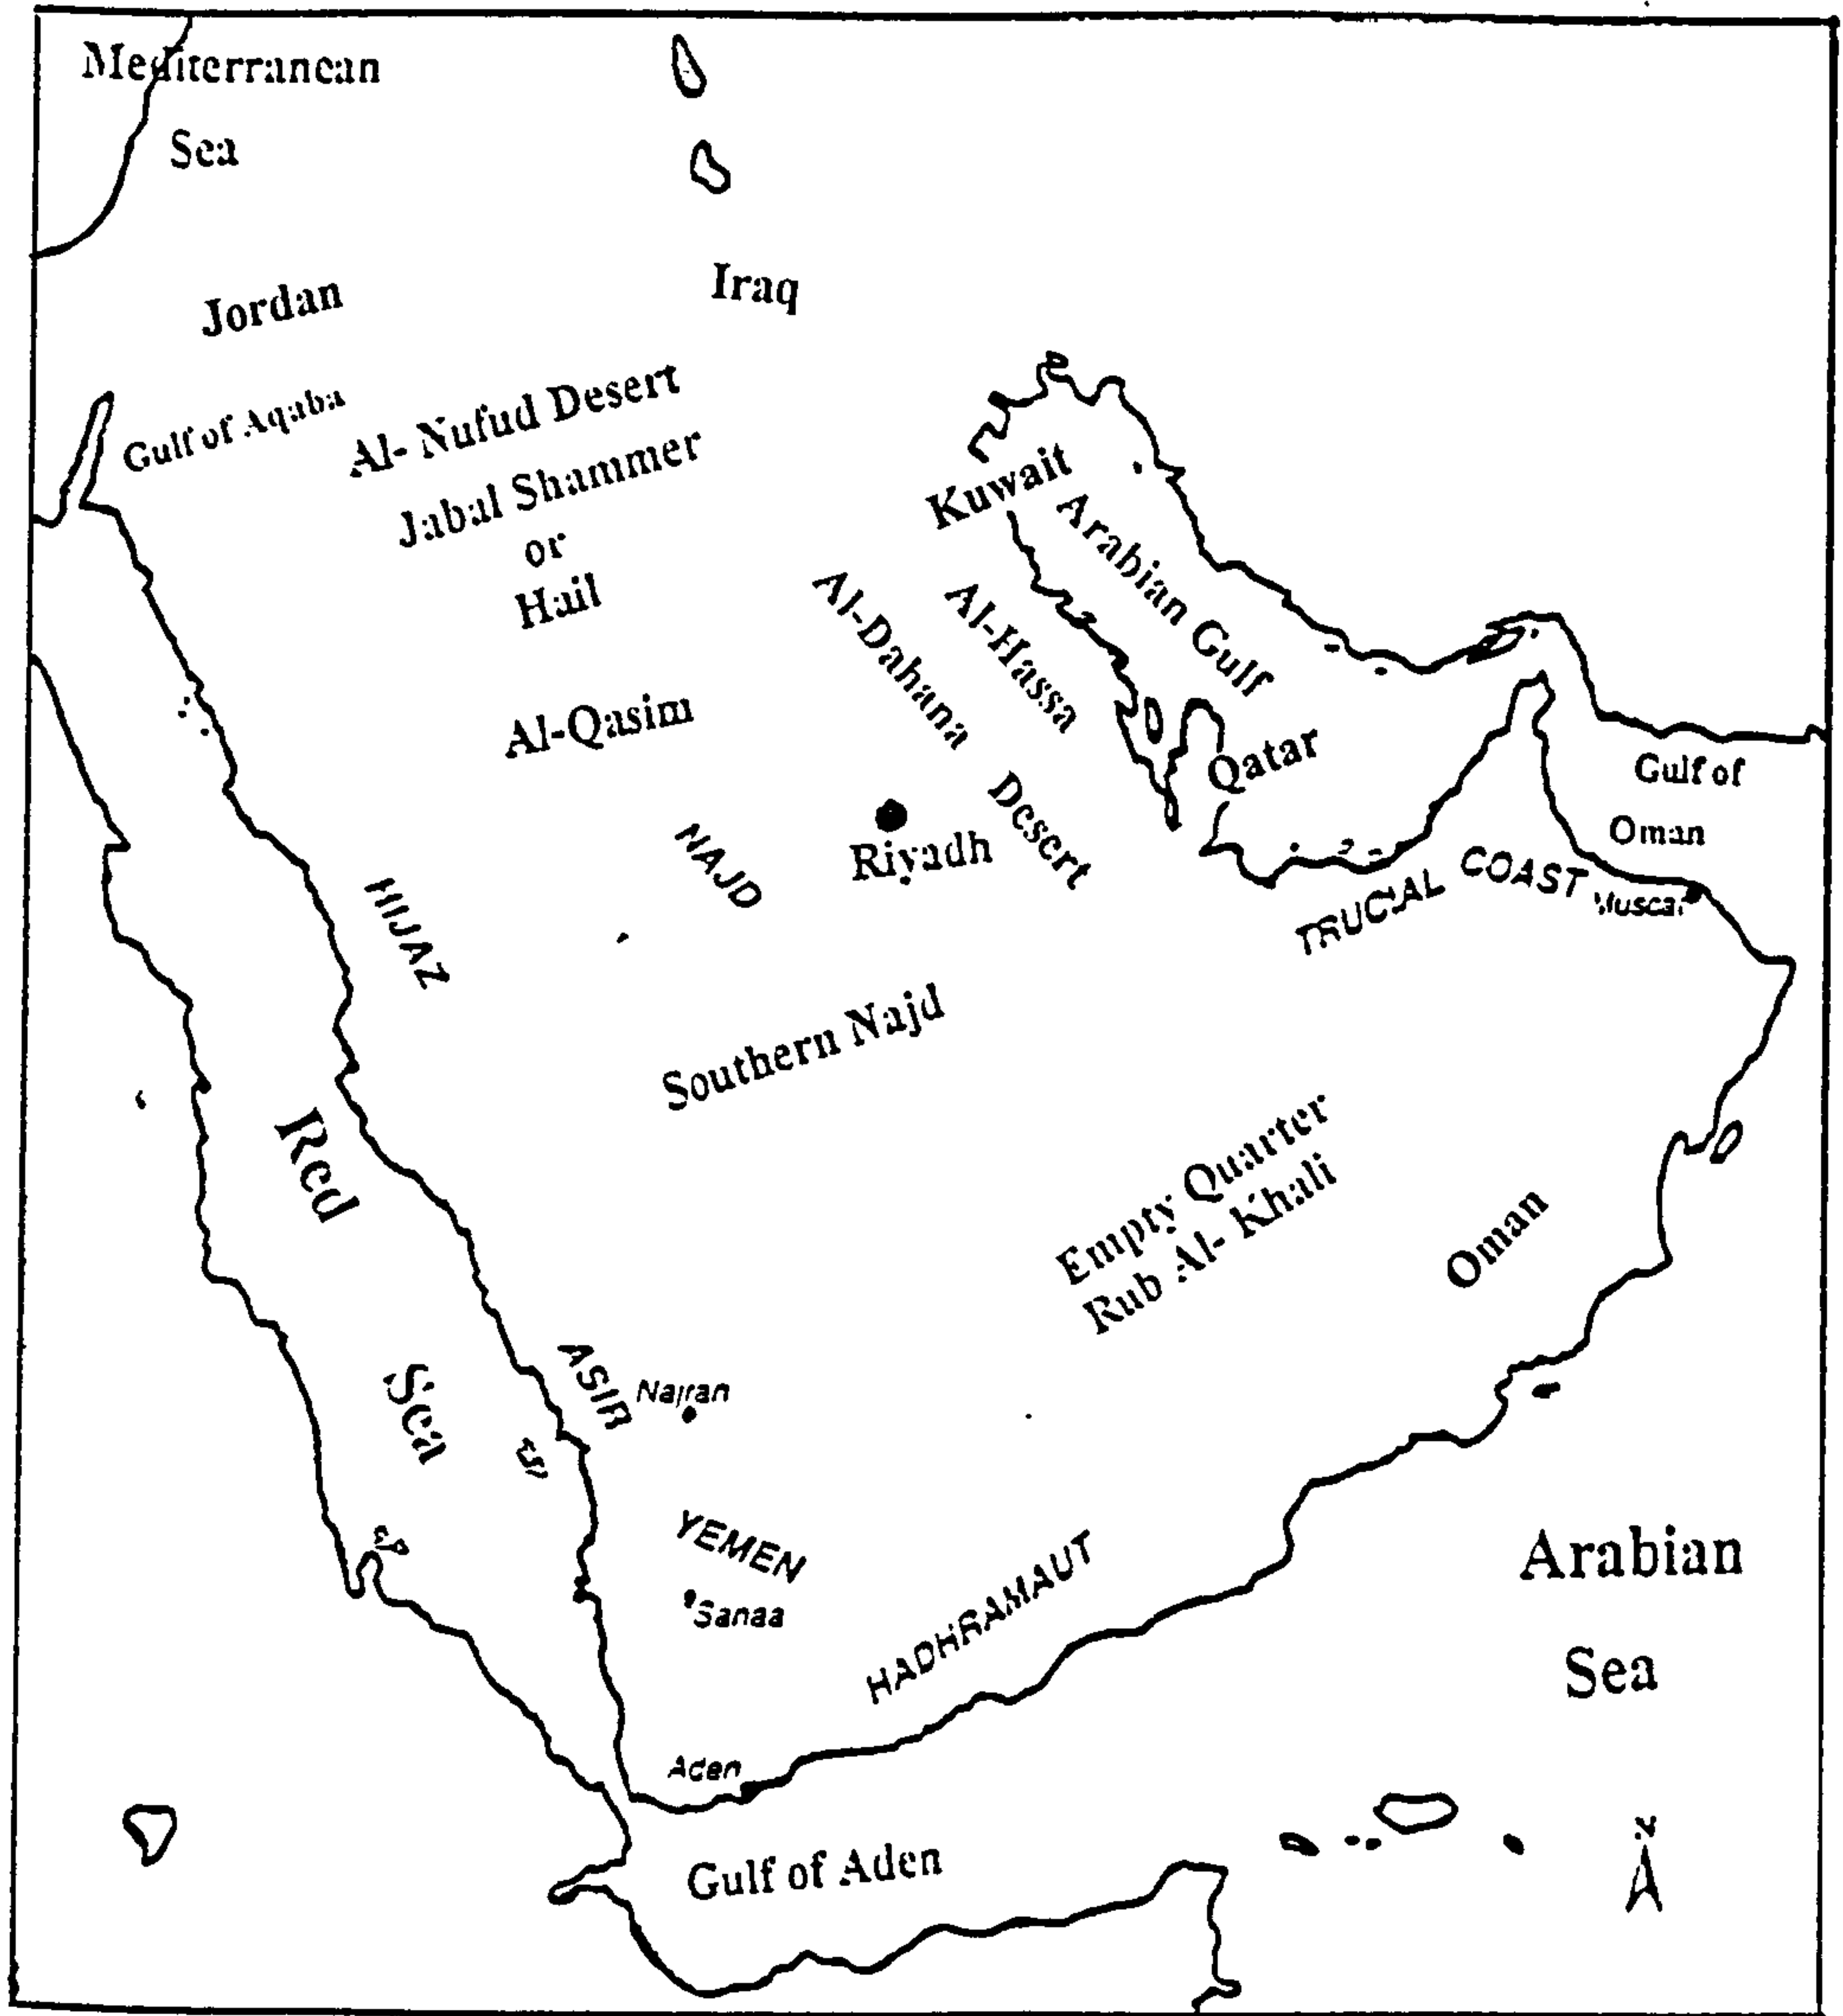 Mediterranean
Sea
Jordan
Iraq
Gulf of Aqaba
Al- Nufud Desert
Jabal Shammer
or
Hail
Kuwait
Arabian Gulf
Al-Dahana Desert
Al-Hassa
Al-Qasim
Qatar
Gulf of
Oman
NAJD
Riyadh
HIJAZ
TRUCAL COAST
Muscat
Southern Najd
Red
Sea
Empty Quarter
Rub Al- Khali
Oman
ASIR
Najran
YEMEN
Sanaa
HADHRAMAUT
Arabian
Sea
Aden
Gulf of Aden
N